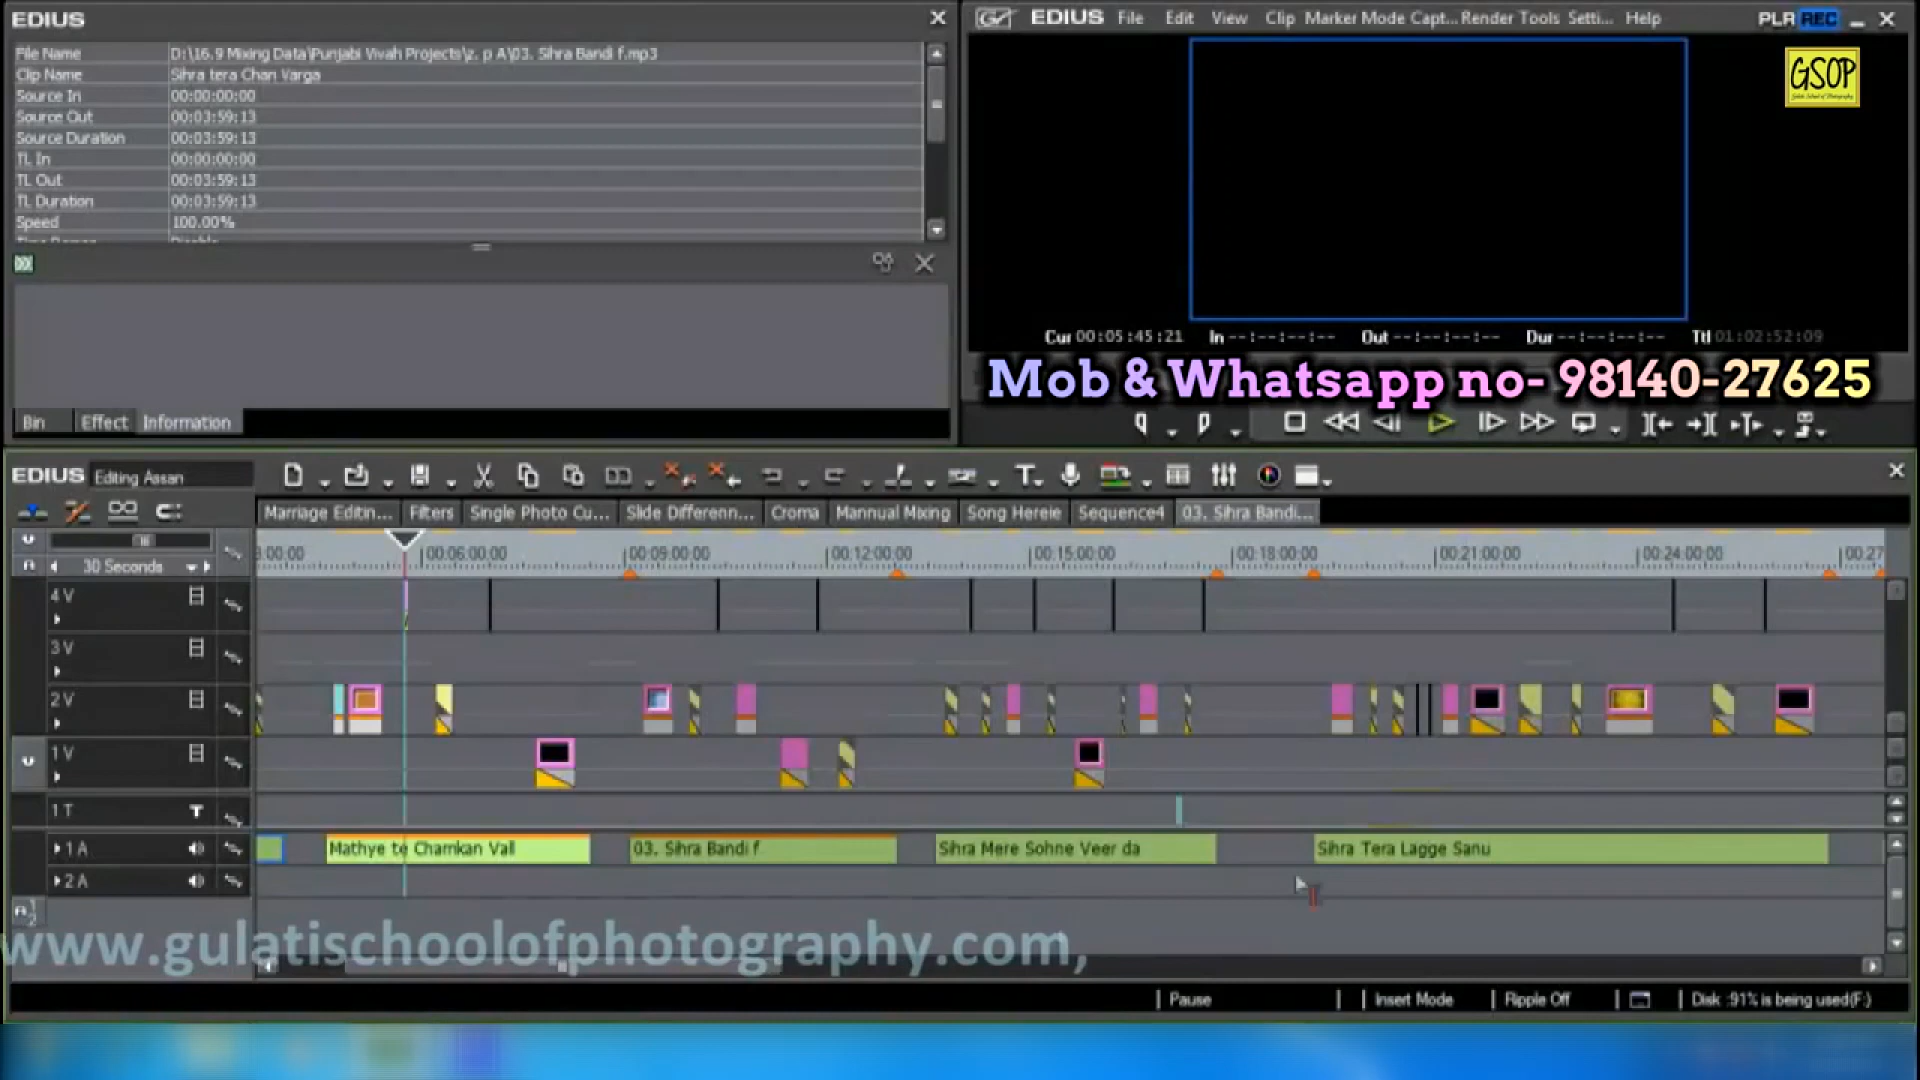 EDIUS
File Name D:\16.9 Mixing Data\Punjabi Vivah Projects\z. p A\03. Sihra Bandi f.mp3
Clip Name Sihra tera Chan Varga
Source In 00:00:00:00
Source Out 00:03:59:13
Source Duration 00:03:59:13
TL In 00:00:00:00
TL Out 00:03:59:13
TL Duration 00:03:59:13
Speed 100.00%
Bin Effect Information
EDIUS File Edit View Clip Marker Mode Capt... Render Tools Setti... Help PLR REC
GSOP
Cur 00:05:45:21 In --:--:--:-- Out --:--:--:-- Dur --:--:--:-- Ttl 01:02:52:09
Mob & Whatsapp no- 98140-27625
EDIUS Editing Assan
Marriage Editin... Filters Single Photo Cu... Slide Differenn... Croma Mannual Mixing Song Hereie Sequence4 03. Sihra Bandi...
3:00:00 00:06:00:00 00:09:00:00 00:12:00:00 00:15:00:00 00:18:00:00 00:21:00:00 00:24:00:00 00:27
30 Seconds
4 V
3 V
2 V
1 V
1 T T
1 A Mathye te Chamkan Vall 03. Sihra Bandi f Sihra Mere Sohne Veer da Sihra Tera Lagge Sanu
2 A
www.gulatischoolofphotography.com,
Pause Insert Mode Ripple Off Disk :91% is being used(F:)